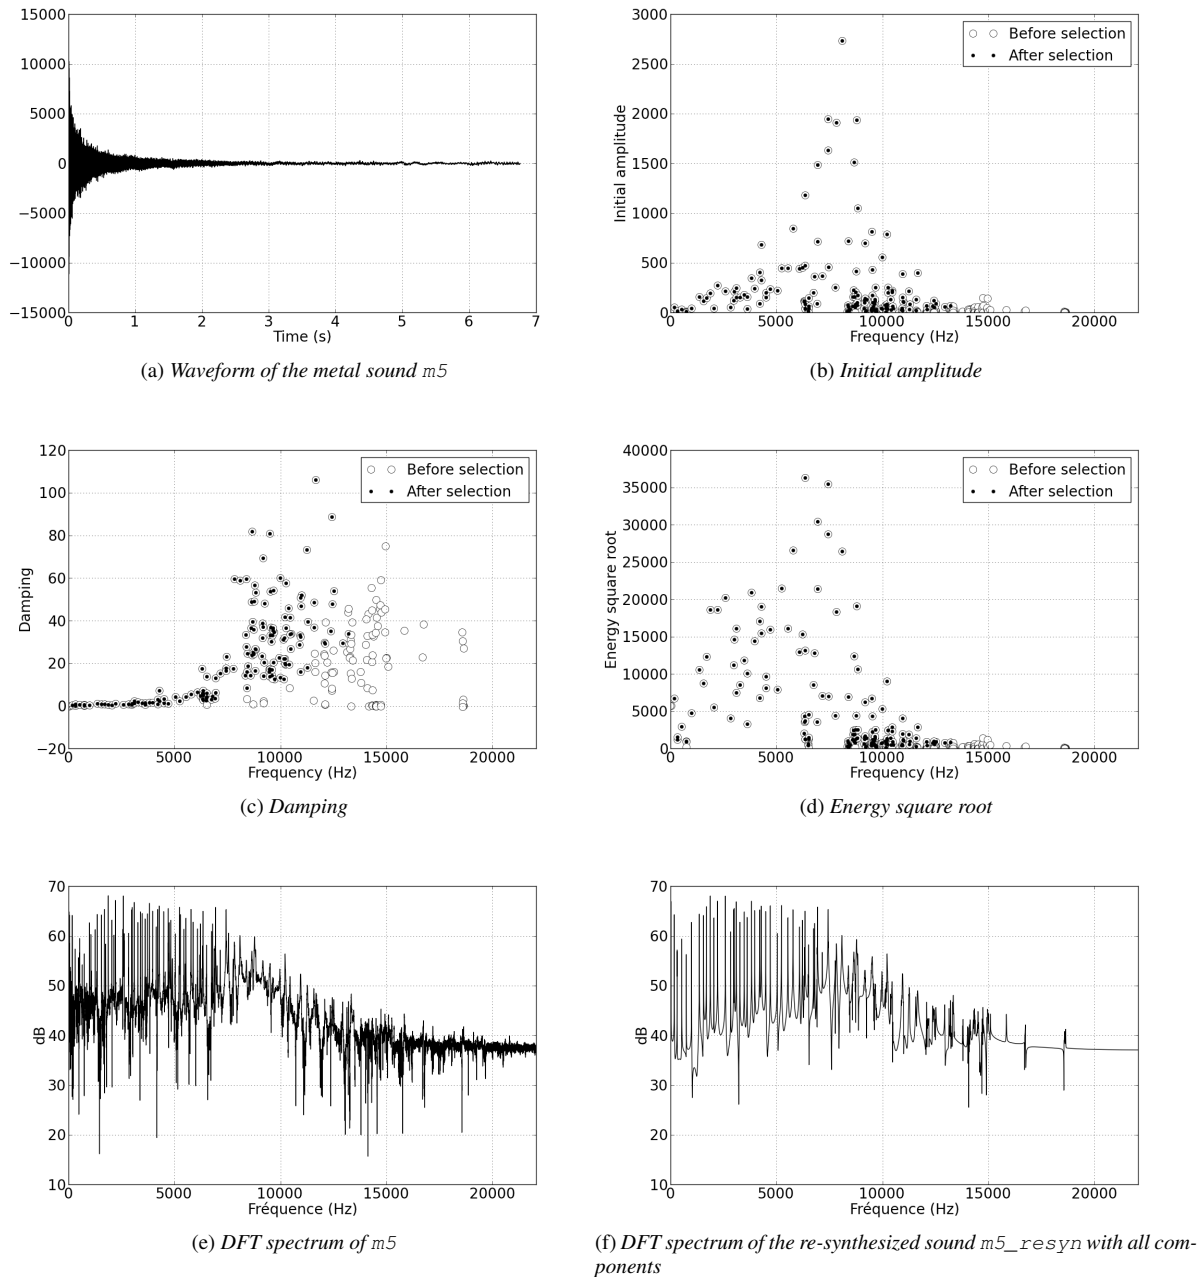 15000
10000
5000
0
−5000
−10000
−15000
0 1 2 3 4 5 6 7
Time (s)
(a) Waveform of the metal sound m5
3000
2500
2000
1500
1000
500
0
Initial amplitude
Before selection
After selection
0 5000 10000 15000 20000
Frequency (Hz)
(b) Initial amplitude
120
100
80
60
40
20
0
−20
Damping
Before selection
After selection
0 5000 10000 15000 20000
Frequency (Hz)
(c) Damping
40000
35000
30000
25000
20000
15000
10000
5000
0
Energy square root
Before selection
After selection
0 5000 10000 15000 20000
Frequency (Hz)
(d) Energy square root
70
60
50
40
30
20
10
dB
0 5000 10000 15000 20000
Fréquence (Hz)
(e) DFT spectrum of m5
70
60
50
40
30
20
10
dB
0 5000 10000 15000 20000
Fréquence (Hz)
(f) DFT spectrum of the re-synthesized sound m5_resyn with all com-
ponents